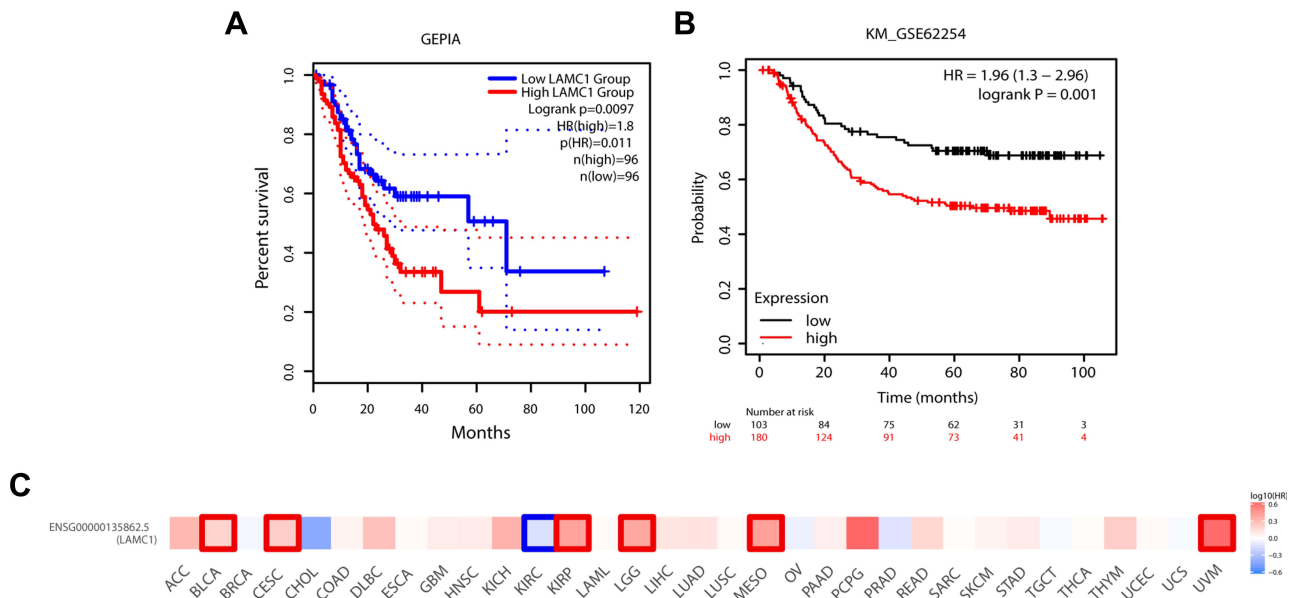 A
GEPIA
Percent survival
1.0
0.8
0.6
0.4
0.2
0.0
Low LAMC1 Group
High LAMC1 Group
Logrank p=0.0097
HR(high)=1.8
p(HR)=0.011
n(high)=96
n(low)=96
0 20 40 60 80 100 120
Months
B
KM_GSE62254
Probability
1.0
0.8
0.6
0.4
0.2
0.0
HR = 1.96 (1.3 − 2.96)
logrank P = 0.001
Expression
low
high
0 20 40 60 80 100
Time (months)
Number at risk
low 103 84 75 62 31 3
high 180 124 91 73 41 4
C
ENSG00000135862.5
(LAMC1)
ACC BLCA BRCA CESC CHOL COAD DLBC ESCA GBM HNSC KICH KIRC KIRP LAML LGG LIHC LUAD LUSC MESO OV PAAD PCPG PRAD READ SARC SKCM STAD TGCT THCA THYM UCEC UCS UVM
log10(HR)
0.6
0.3
0.0
−0.3
−0.6